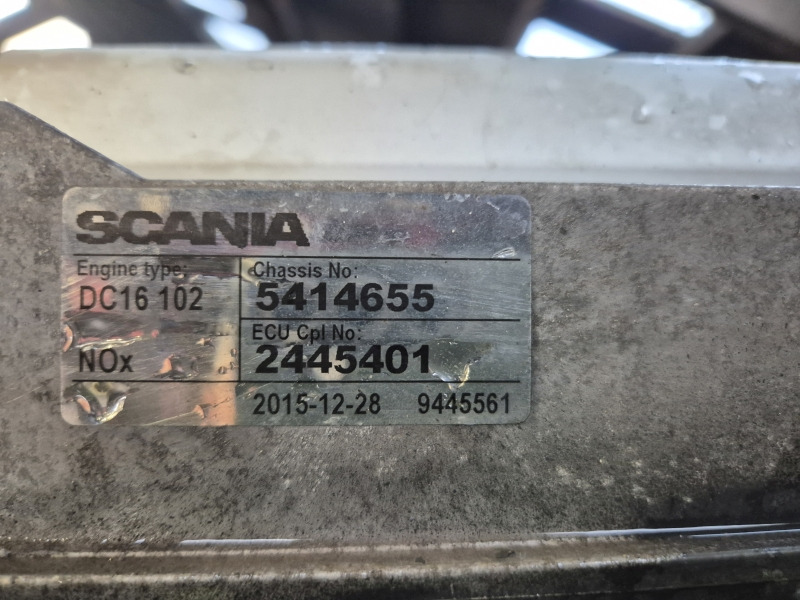 SCANIA
Engine type:
DC16 102
Chassis No:
5414655
NOx
ECU Cpl No:
2445401
2015-12-28 9445561